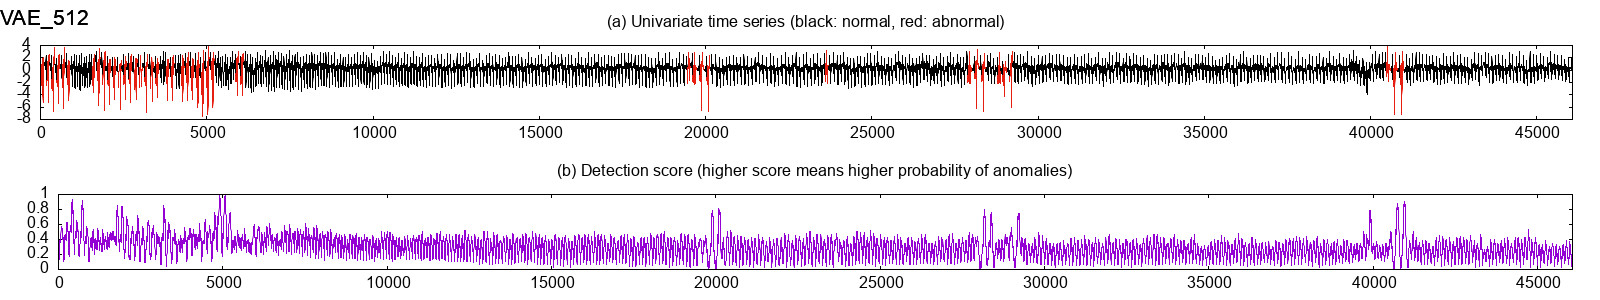 VAE_512
(a) Univariate time series (black: normal, red: abnormal)
4
2
0
-2
-4
-6
-8
0 5000 10000 15000 20000 25000 30000 35000 40000 45000
(b) Detection score (higher score means higher probability of anomalies)
1
0.8
0.6
0.4
0.2
0
0 5000 10000 15000 20000 25000 30000 35000 40000 45000